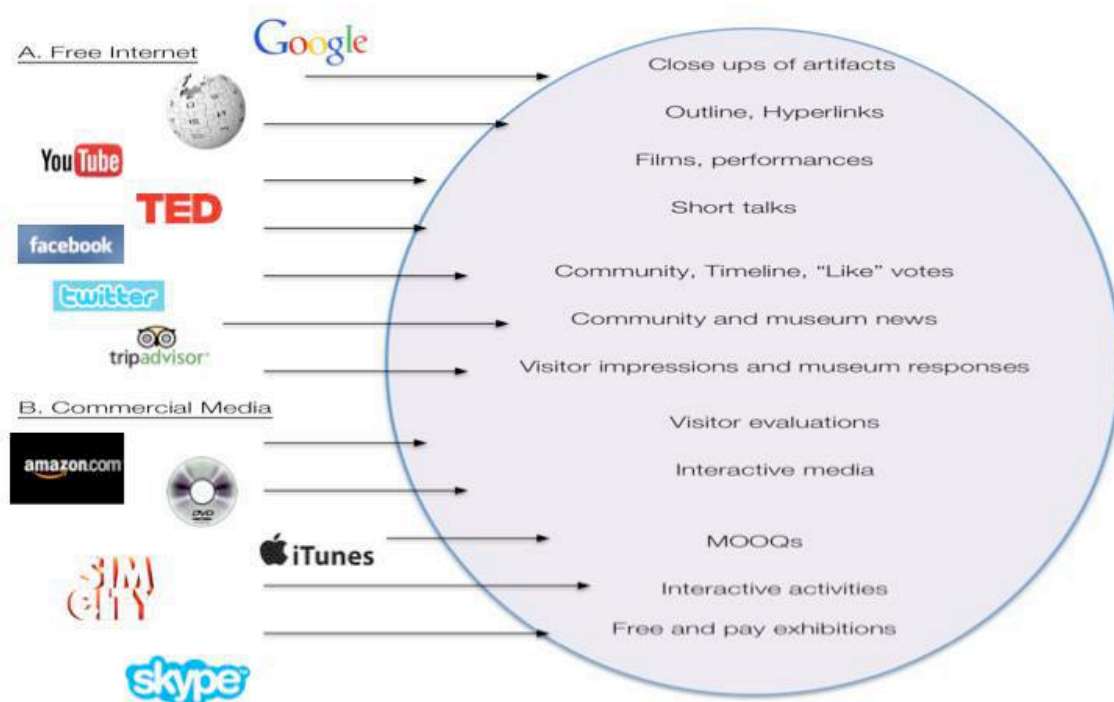 Google
A. Free Internet
Close ups of artifacts
Outline, Hyperlinks
YouTube
Films, performances
TED
Short talks
facebook
Community, Timeline, “Like” votes
twitter
Community and museum news
tripadvisor
Visitor impressions and museum responses
B. Commercial Media
Visitor evaluations
amazon.com
Interactive media
DVD
iTunes
MOOQs
SIM
CITY
Interactive activities
Free and pay exhibitions
skype